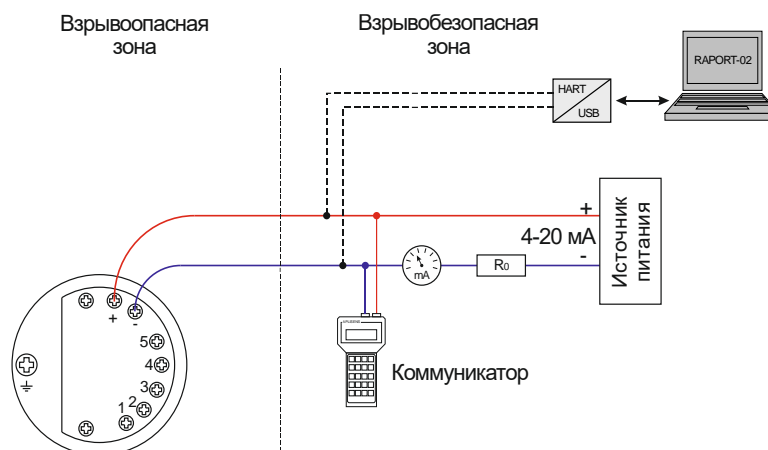 Взрывоопасная
зона
Взрывобезопасная
зона
HART
USB
RAPORT-02
+
4-20 мА
-
Источник
питания
mA
R0
+
-
5
4
3
2
1
Коммуникатор